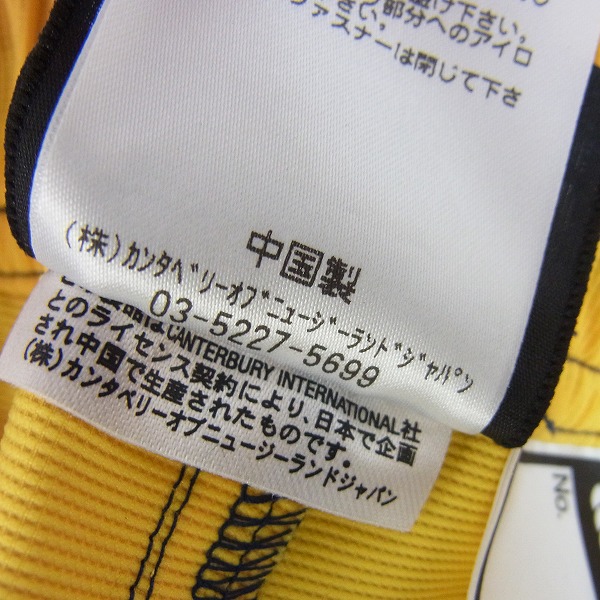 避け下さい。
さい。部分へのアイロ
ファスナーは閉じて下さ
中国製
(株)カンタベリーオブニュージーランドジャパン
03-5227-5699
CANTERBURY INTERNATIONAL社
とのライセンス契約により、日本で企画
され中国で生産されたものです。
(株)カンタベリーオブニュージーランドジャパン
No.